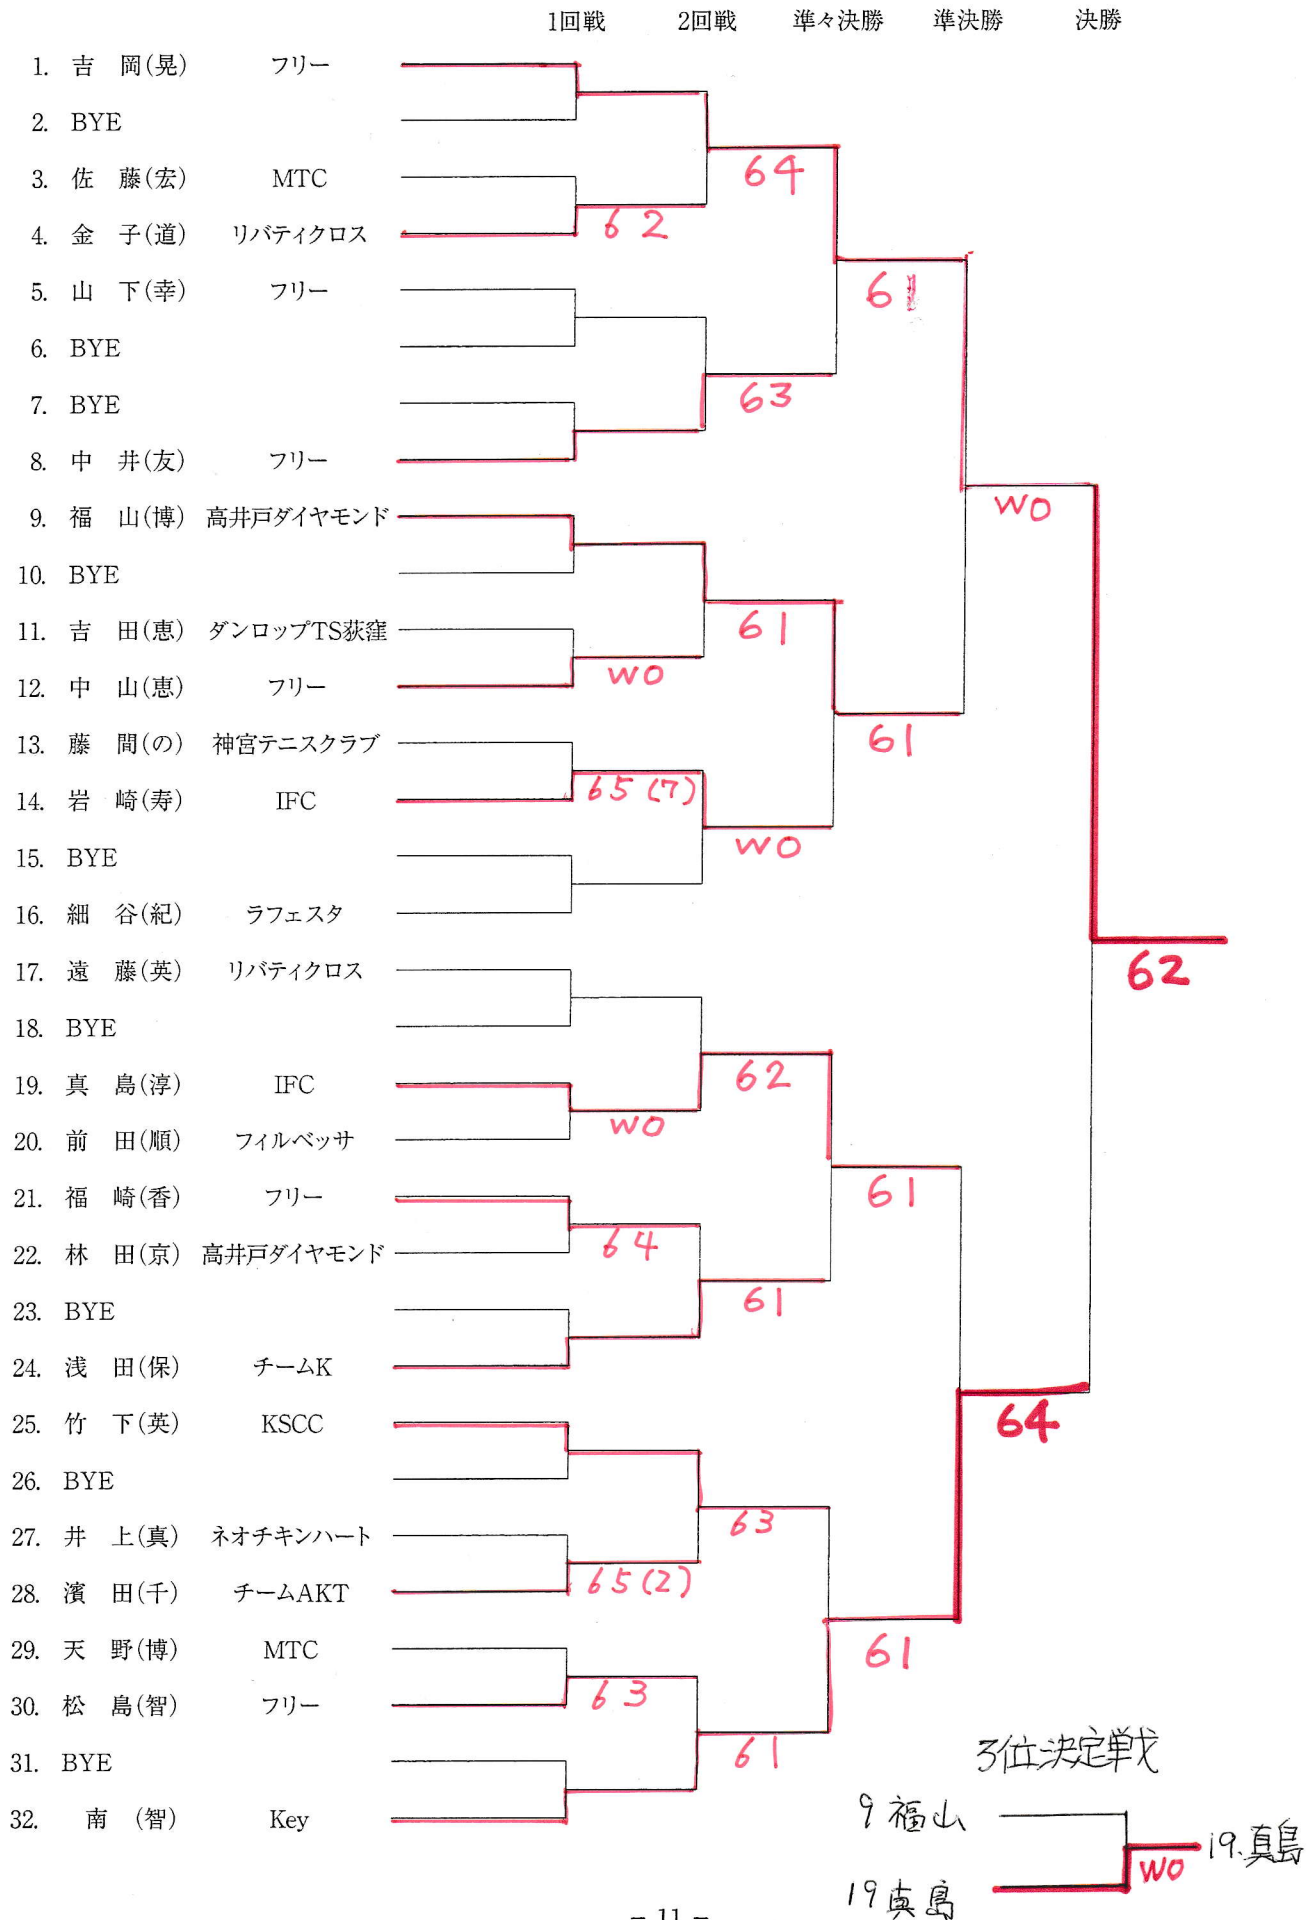 1回戦 2回戦 準々決勝 準決勝 決勝
1. 吉 岡(晃) フリー
2. BYE
64
3. 佐 藤(宏) MTC
62
4. 金 子(道) リバティクロス
61
5. 山 下(幸) フリー
6. BYE
63
7. BYE
8. 中 井(友) フリー
WO
9. 福 山(博) 高井戸ダイヤモンド
10. BYE
61
11. 吉 田(恵) ダンロップTS荻窪
WO
12. 中 山(恵) フリー
61
13. 藤 間(の) 神宮テニスクラブ
65(7)
14. 岩 崎(寿) IFC
WO
15. BYE
16. 細 谷(紀) ラフェスタ
62
17. 遠 藤(英) リバティクロス
18. BYE
62
19. 真 島(淳) IFC
WO
20. 前 田(順) フィルベッサ
61
21. 福 崎(香) フリー
64
22. 林 田(京) 高井戸ダイヤモンド
61
23. BYE
24. 浅 田(保) チームK
64
25. 竹 下(英) KSCC
26. BYE
63
27. 井 上(真) ネオチキンハート
65(2)
28. 濱 田(千) チームAKT
61
29. 天 野(博) MTC
63
30. 松 島(智) フリー
61
31. BYE
32. 南 (智) Key
3位決定戦
9 福山
WO
19.真島
19 真島
- 11 -